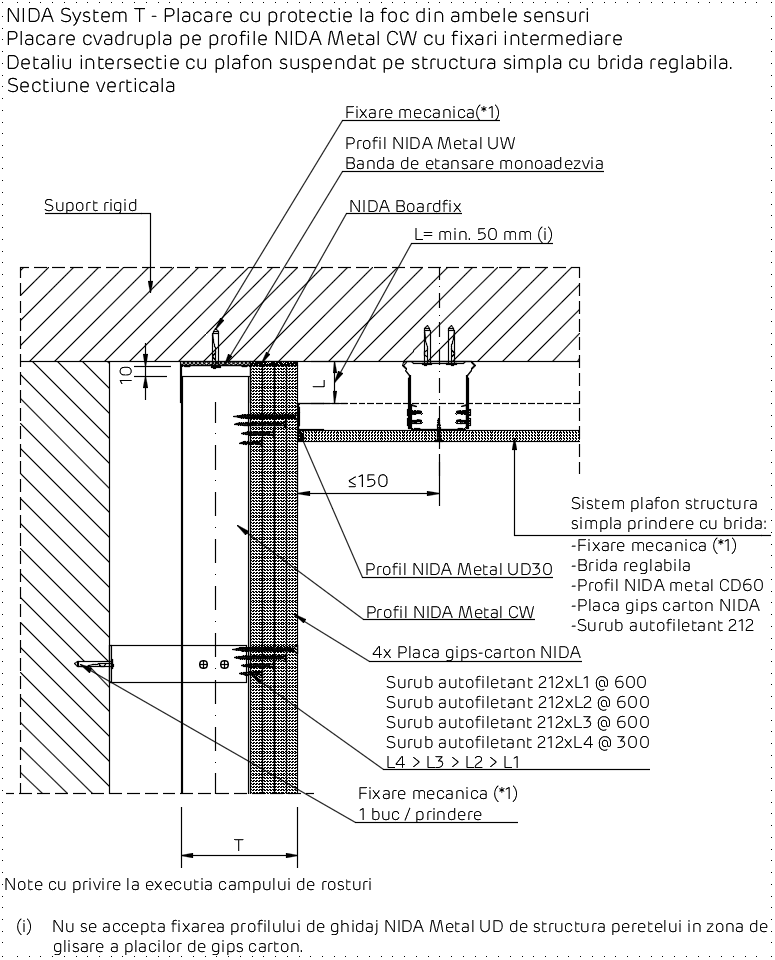 NIDA System T - Placare cu protectie la foc din ambele sensuri
Placare cvadrupla pe profile NIDA Metal CW cu fixari intermediare
Detaliu intersectie cu plafon suspendat pe structura simpla cu brida reglabila.
Sectiune verticala
Fixare mecanica(*1)
Profil NIDA Metal UW
Banda de etansare monoadezvia
Suport rigid
NIDA Boardfix
L= min. 50 mm (i)
10
L
≤150
Sistem plafon structura
simpla prindere cu brida:
-Fixare mecanica (*1)
-Brida reglabila
-Profil NIDA metal CD60
-Placa gips carton NIDA
-Surub autofiletant 212
Profil NIDA Metal UD30
Profil NIDA Metal CW
4x Placa gips-carton NIDA
Surub autofiletant 212xL1 @ 600
Surub autofiletant 212xL2 @ 600
Surub autofiletant 212xL3 @ 600
Surub autofiletant 212xL4 @ 300
L4 > L3 > L2 > L1
Fixare mecanica (*1)
1 buc / prindere
T
Note cu privire la executia campului de rosturi
(i) Nu se accepta fixarea profilului de ghidaj NIDA Metal UD de structura peretelui in zona de
glisare a placilor de gips carton.